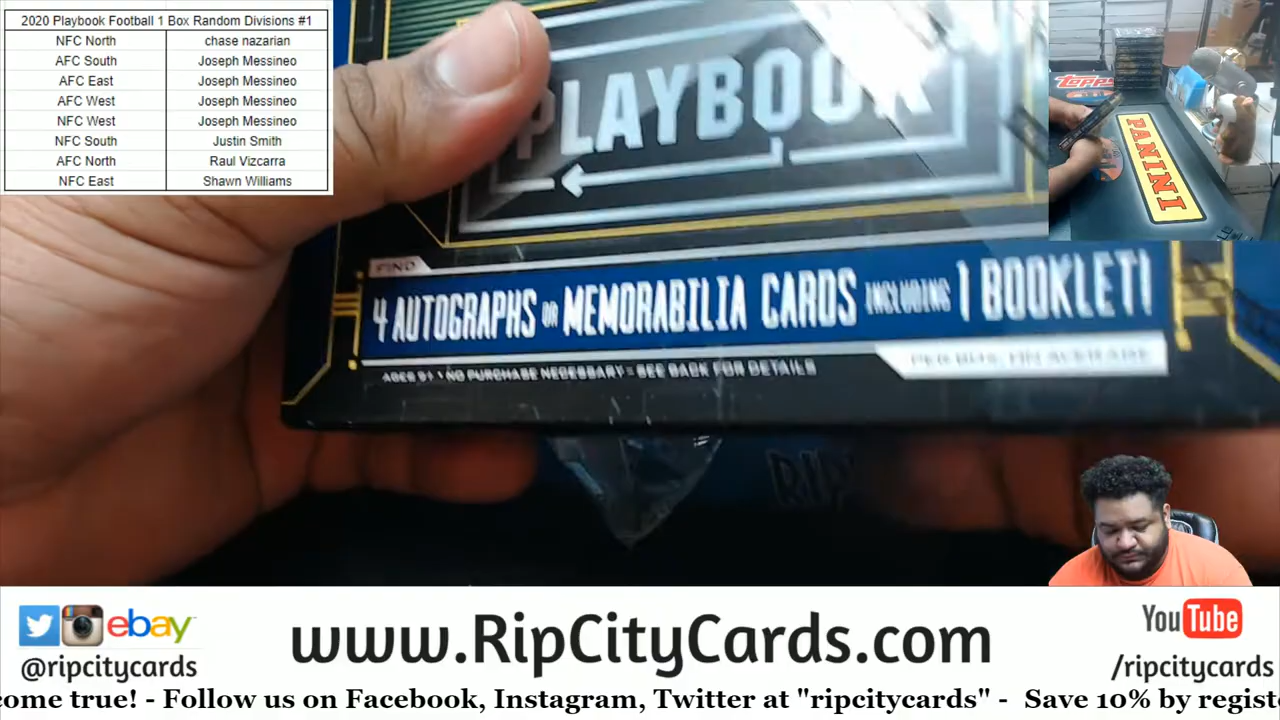 2020 Playbook Football 1 Box Random Divisions #1
NFC North chase nazarian
AFC South Joseph Messineo
AFC East Joseph Messineo
AFC West Joseph Messineo
NFC West Joseph Messineo
NFC South Justin Smith
AFC North Raul Vizcarra
NFC East Shawn Williams
PLAYBOOK
FIND
4 AUTOGRAPHS OR MEMORABILIA CARDS INCLUDING 1 BOOKLET!
PER BOX, ON AVERAGE
AGES 9+ • NO PURCHASE NECESSARY - SEE BACK FOR DETAILS
topps
PANINI
RIP
ebay
@ripcitycards
www.RipCityCards.com
YouTube
/ripcitycards
come true! - Follow us on Facebook, Instagram, Twitter at "ripcitycards" - Save 10% by regist